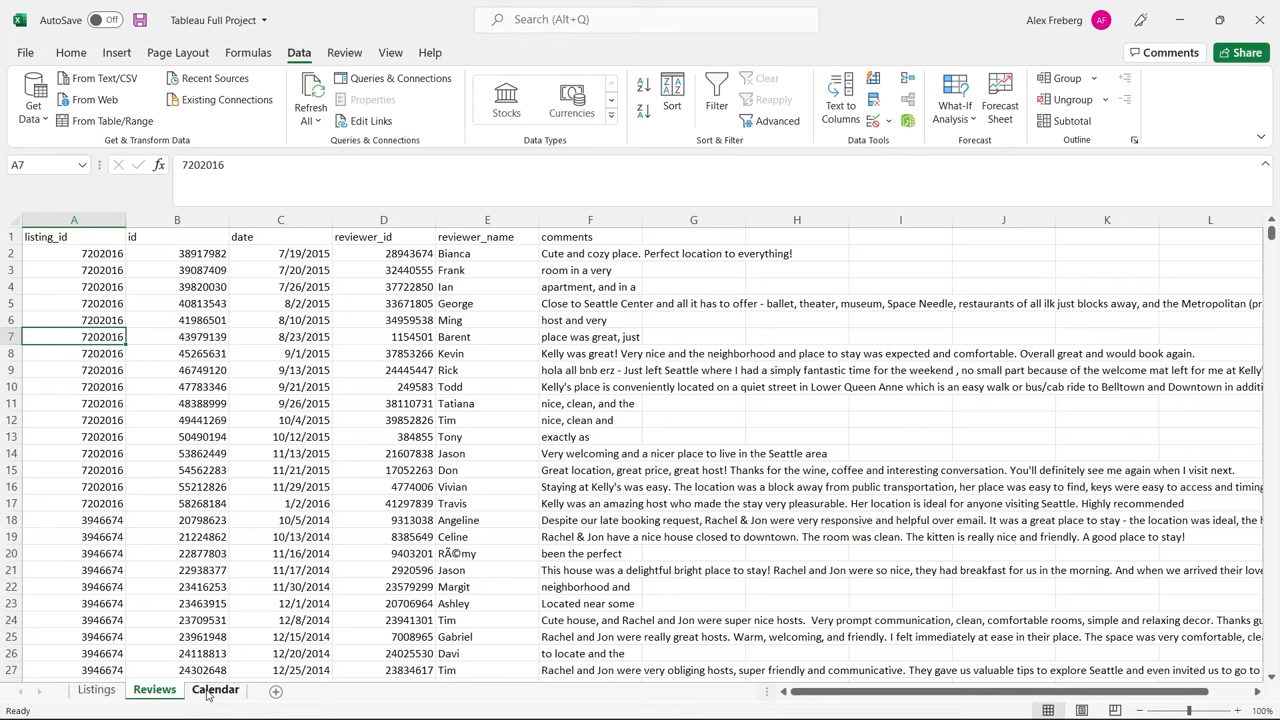 AutoSave Off Tableau Full Project Search (Alt+Q) Alex Freberg AF
File Home Insert Page Layout Formulas Data Review View Help Comments Share
Get Data From Text/CSV From Web From Table/Range Recent Sources Existing Connections
Refresh All Queries & Connections Properties Edit Links
Stocks Currencies
Sort Filter Clear Reapply Advanced
Text to Columns
What-If Analysis Forecast Sheet
Group Ungroup Subtotal
Get & Transform Data Queries & Connections Data Types Sort & Filter Data Tools Forecast Outline
A7 fx 7202016
A B C D E F G H I J K L
1 listing_id id date reviewer_id reviewer_name comments
2 7202016 38917982 7/19/2015 28943674 Bianca Cute and cozy place. Perfect location to everything!
3 7202016 39087409 7/20/2015 32440555 Frank room in a very
4 7202016 39820030 7/26/2015 37722850 Ian apartment, and in a
5 7202016 40813543 8/2/2015 33671805 George Close to Seattle Center and all it has to offer - ballet, theater, museum, Space Needle, restaurants of all ilk just blocks away, and the Metropolitan (pr
6 7202016 41986501 8/10/2015 34959538 Ming host and very
7 7202016 43979139 8/23/2015 1154501 Barent place was great, just
8 7202016 45265631 9/1/2015 37853266 Kevin Kelly was great! Very nice and the neighborhood and place to stay was expected and comfortable. Overall great and would book again.
9 7202016 46749120 9/13/2015 24445447 Rick hola all bnb erz - Just left Seattle where I had a simply fantastic time for the weekend , no small part because of the welcome mat left for me at Kelly'
10 7202016 47783346 9/21/2015 249583 Todd Kelly's place is conveniently located on a quiet street in Lower Queen Anne which is an easy walk or bus/cab ride to Belltown and Downtown in additi
11 7202016 48388999 9/26/2015 38110731 Tatiana nice, clean, and the
12 7202016 49441269 10/4/2015 39852826 Tim nice, clean and
13 7202016 50490194 10/12/2015 384855 Tony exactly as
14 7202016 53862449 11/13/2015 21607838 Jason Very welcoming and a nicer place to live in the Seattle area
15 7202016 54562283 11/21/2015 17052263 Don Great location, great price, great host! Thanks for the wine, coffee and interesting conversation. You'll definitely see me again when I visit next.
16 7202016 55212826 11/29/2015 4774006 Vivian Staying at Kelly's was easy. The location was a block away from public transportation, her place was easy to find, keys were easy to access and timing
17 7202016 58268184 1/2/2016 41297839 Travis Kelly was an amazing host who made the stay very pleasurable. Her location is ideal for anyone visiting Seattle. Highly recommended
18 3946674 20798623 10/5/2014 9313038 Angeline Despite our late booking request, Rachel & Jon were very responsive and helpful over email. It was a great place to stay - the location was ideal, the h
19 3946674 21224862 10/13/2014 8385649 Celine Rachel & Jon have a nice house closed to downtown. The room was clean. The kitten is really nice and friendly. A good place to stay!
20 3946674 22877803 11/16/2014 9403201 RÃ©my been the perfect
21 3946674 22938377 11/17/2014 2920596 Jason This house was a delightful bright place to stay! Rachel and Jon were so nice, they had breakfast for us in the morning. And when we arrived their love
22 3946674 23416253 11/30/2014 23579299 Margit neighborhood and
23 3946674 23463915 12/1/2014 20706964 Ashley Located near some
24 3946674 23709531 12/8/2014 23941301 Tim Cute house, and Rachel and Jon were super nice hosts. Very prompt communication, clean, comfortable rooms, simple and relaxing decor. Thanks gu
25 3946674 23961948 12/15/2014 7008965 Gabriel Rachel and Jon were really great hosts. Warm, welcoming, and friendly. I felt immediately at ease in their place. The space was very comfortable, cle
26 3946674 24118813 12/20/2014 24025530 Davi to locate and the
27 3946674 24302648 12/25/2014 23834617 Tim Rachel and Jon were very obliging hosts, super friendly and communicative. They gave us valuable tips to explore Seattle and even invited us to go to
Listings Reviews Calendar
Ready 100%